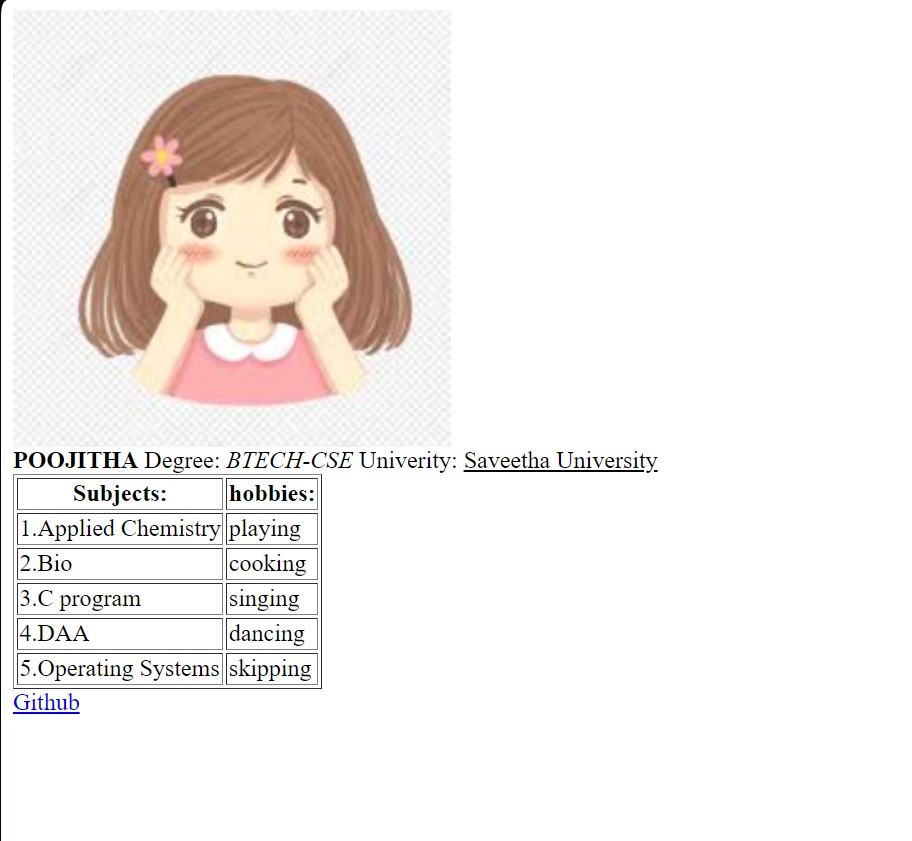 POOJITHA Degree: BTECH-CSE Univerity: Saveetha University
Subjects: hobbies:
1.Applied Chemistry playing
2.Bio cooking
3.C program singing
4.DAA dancing
5.Operating Systems skipping
Github